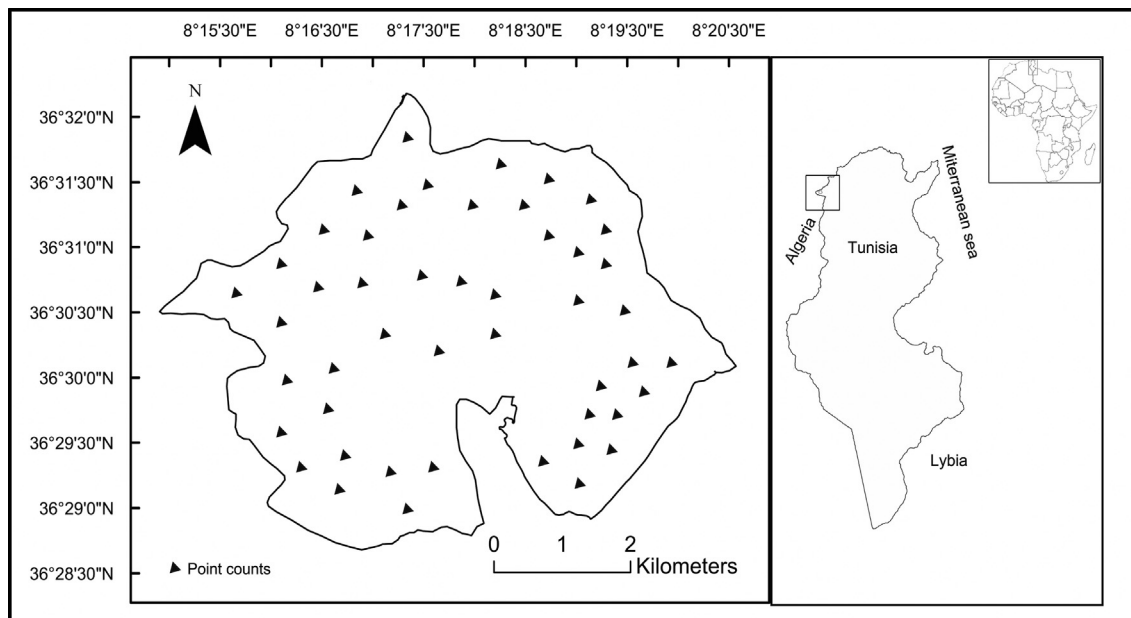 8°15'30"E 8°16'30"E 8°17'30"E 8°18'30"E 8°19'30"E 8°20'30"E
N
36°32'0"N
36°31'30"N
36°31'0"N
36°30'30"N
36°30'0"N
36°29'30"N
36°29'0"N
36°28'30"N
Point counts
0 1 2
Kilometers
Miterranean sea
Algeria
Tunisia
Lybia